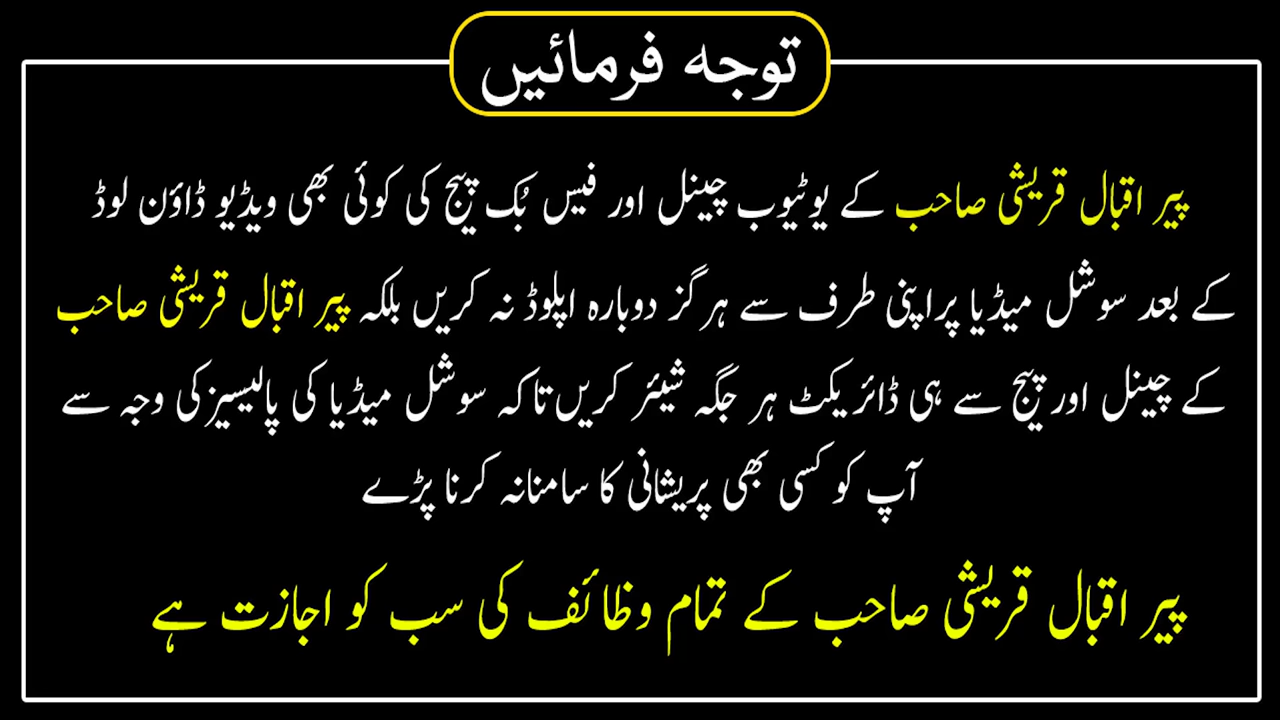 توجہ فرمائیں
پیر اقبال قریشی صاحب کے یوٹیوب چینل اور فیس بُک پیج کی کوئی بھی ویڈیو ڈاؤن لوڈ
کے بعد سوشل میڈیا پر اپنی طرف سے ہرگز دوبارہ اپلوڈ نہ کریں بلکہ پیر اقبال قریشی صاحب
کے چینل اور پیج سے ہی ڈائریکٹ ہر جگہ شیئر کریں تاکہ سوشل میڈیا کی پالیسیز کی وجہ سے
آپ کو کسی بھی پریشانی کا سامنا نہ کرنا پڑے
پیر اقبال قریشی صاحب کے تمام وظائف کی سب کو اجازت ہے